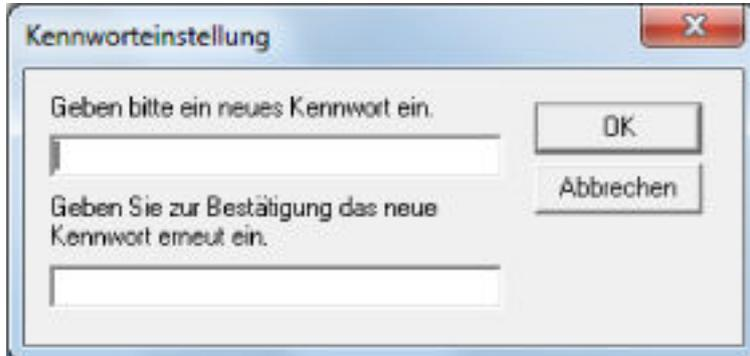 Kennworteinstellung
Geben bitte ein neues Kennwort ein.
OK
Abbrechen
Geben Sie zur Bestätigung das neue
Kennwort erneut ein.